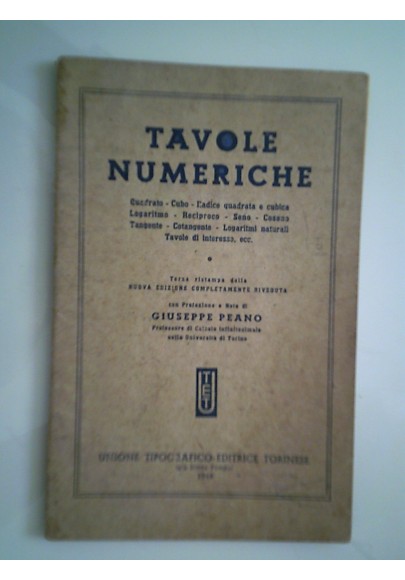 TAVOLE
NUMERICHE
Quadrato - Cubo - Radice quadrata e cubica
Logaritmo - Reciproco - Seno - Coseno
Tangente - Cotangente - Logaritmi naturali
Tavole di interesse, ecc.
Terza ristampa della
NUOVA EDIZIONE COMPLETAMENTE RIVEDUTA
con Prefazione e Note di
GIUSEPPE PEANO
Professore di Calcolo infinitesimale
nella Università di Torino
UTET
UNIONE TIPOGRAFICO-EDITRICE TORINESE